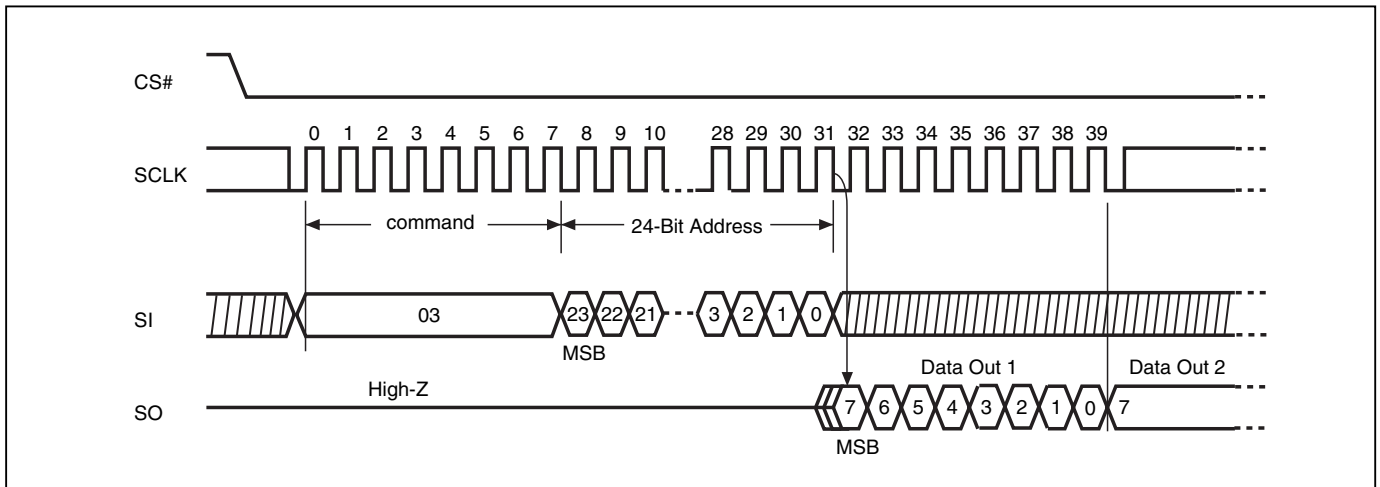 CS#
0 1 2 3 4 5 6 7 8 9 10 28 29 30 31 32 33 34 35 36 37 38 39
SCLK
command 24-Bit Address
SI 03 23 22 21 3 2 1 0
MSB
Data Out 1 Data Out 2
High-Z
SO 7 6 5 4 3 2 1 0 7
MSB